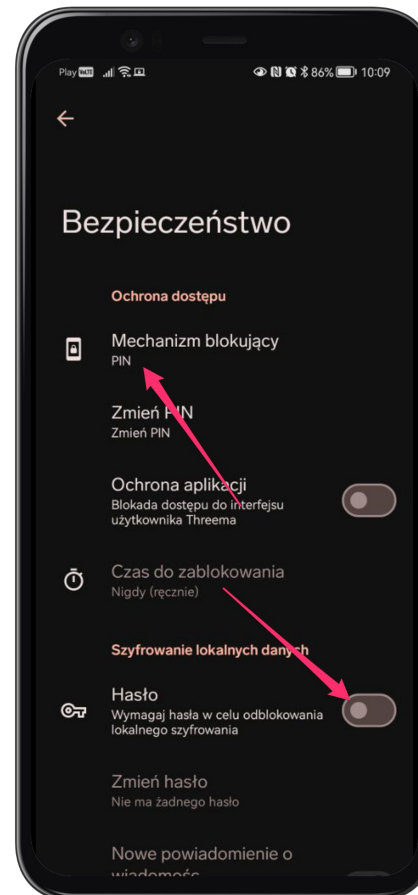 Play VoLTE 86% 10:09
Bezpieczeństwo
Ochrona dostępu
Mechanizm blokujący
PIN
Zmień PIN
Zmień PIN
Ochrona aplikacji
Blokada dostępu do interfejsu
użytkownika Threema
Czas do zablokowania
Nigdy (ręcznie)
Szyfrowanie lokalnych danych
Hasło
Wymagaj hasła w celu odblokowania
lokalnego szyfrowania
Zmień hasło
Nie ma żadnego hasło
Nowe powiadomienie o
wiadomość